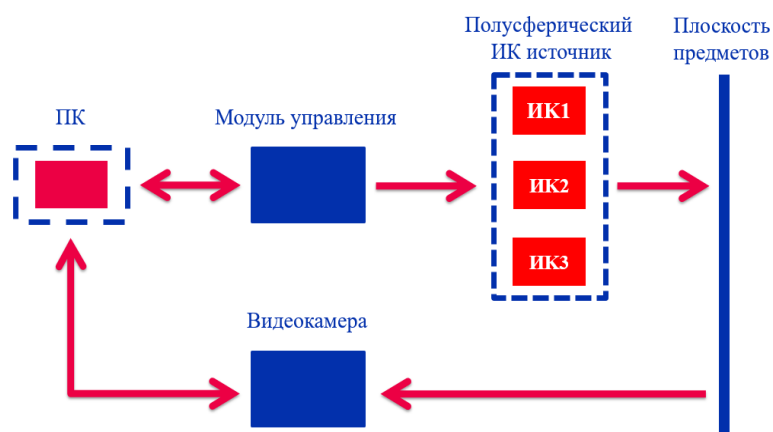 Полусферический
ИК источник
Плоскость
предметов
ПК
Модуль управления
ИК1
ИК2
ИК3
Видеокамера